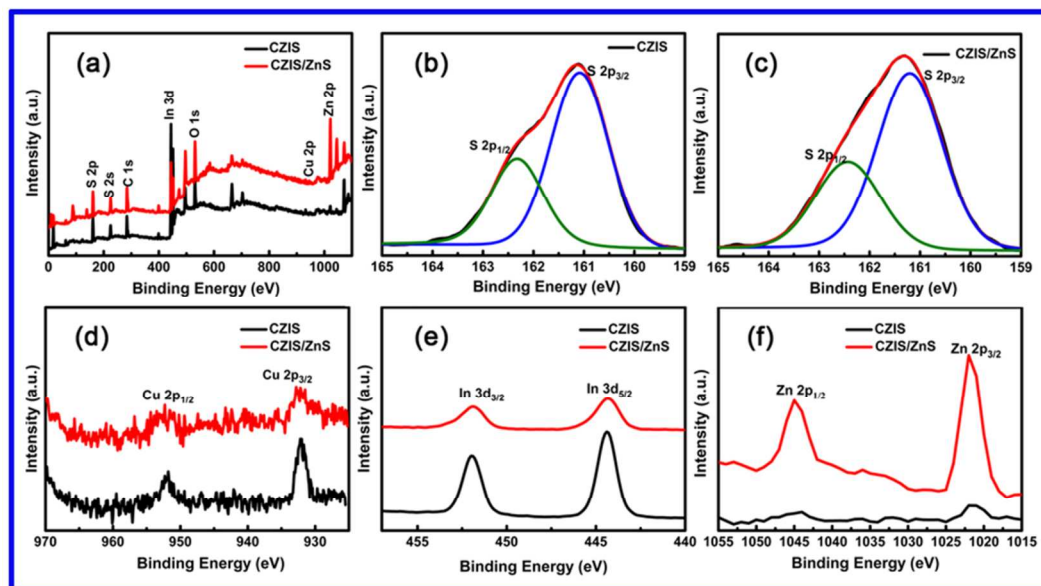 (a)
CZIS
CZIS/ZnS
S 2p
S 2s
C 1s
In 3d
O 1s
Cu 2p
Zn 2p
Intensity (a.u.)
0 200 400 600 800 1000
Binding Energy (eV)
(b)
CZIS
S 2p3/2
S 2p1/2
Intensity (a.u.)
165 164 163 162 161 160 159
Binding Energy (eV)
(c)
CZIS/ZnS
S 2p3/2
S 2p1/2
Intensity (a.u.)
165 164 163 162 161 160 159
Binding Energy (eV)
(d)
CZIS
CZIS/ZnS
Cu 2p1/2
Cu 2p3/2
Intensity (a.u.)
970 960 950 940 930
Binding Energy (eV)
(e)
CZIS
CZIS/ZnS
In 3d3/2
In 3d5/2
Intensity (a.u.)
455 450 445 440
Binding Energy (eV)
(f)
CZIS
CZIS/ZnS
Zn 2p1/2
Zn 2p3/2
Intensity (a.u.)
1055 1050 1045 1040 1035 1030 1025 1020 1015
Binding Energy (eV)